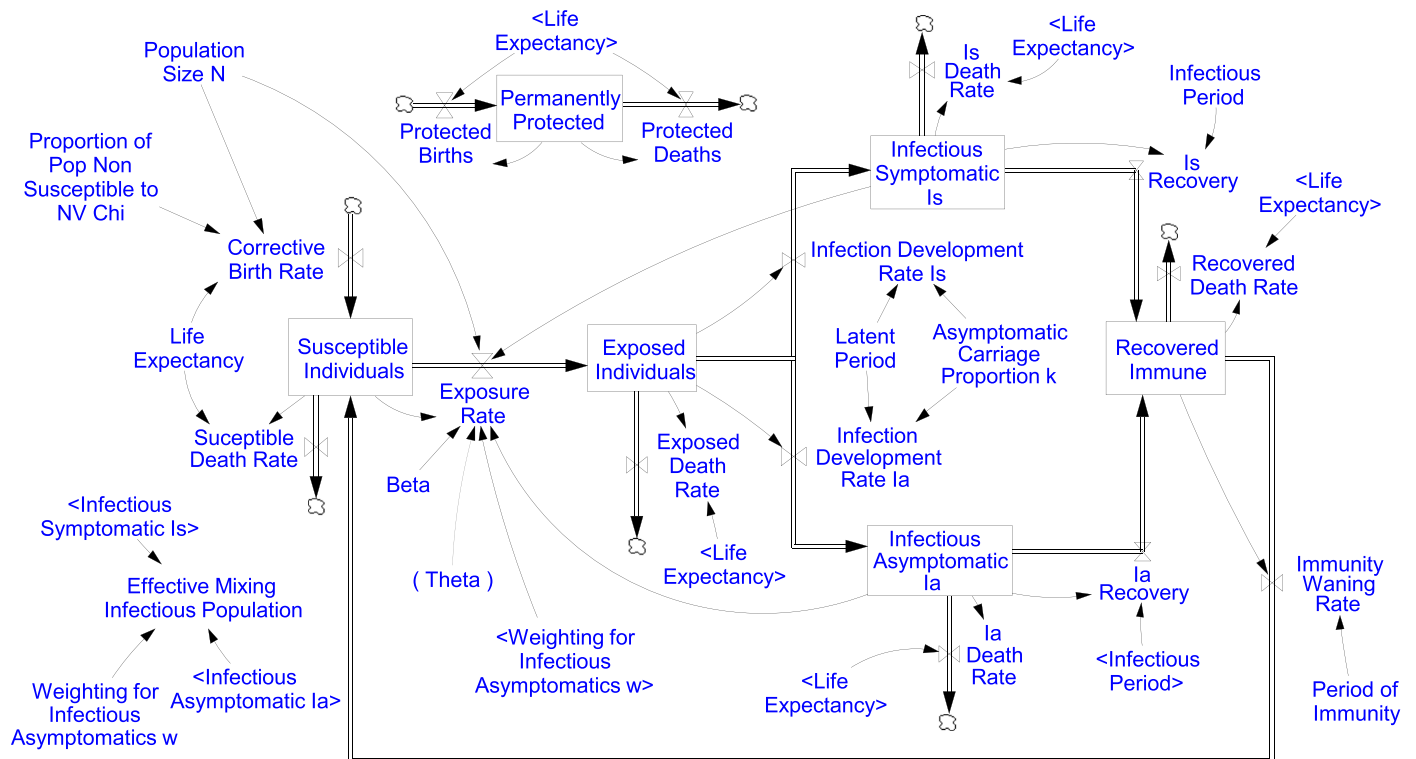 Population
Size N
<Life
Expectancy>
Permanently
Protected
Protected
Births
Protected
Deaths
Is
Death
Rate
<Life
Expectancy>
Infectious
Period
Proportion of
Pop Non
Susceptible to
NV Chi
Infectious
Symptomatic
Is
Is
Recovery
<Life
Expectancy>
Corrective
Birth Rate
Infection Development
Rate Is
Recovered
Death Rate
Life
Expectancy
Susceptible
Individuals
Exposed
Individuals
Latent
Period
Asymptomatic
Carriage
Proportion k
Recovered
Immune
Exposure
Rate
Suceptible
Death Rate
Beta
Exposed
Death
Rate
Infection
Development
Rate Ia
<Infectious
Symptomatic Is>
<Life
Expectancy>
Infectious
Asymptomatic
Ia
Effective Mixing
Infectious Population
( Theta )
Ia
Recovery
Immunity
Waning
Rate
<Weighting for
Infectious
Asymptomatics w>
Ia
Death
Rate
<Infectious
Period>
<Life
Expectancy>
Weighting for
Infectious
Asymptomatics w
<Infectious
Asymptomatic Ia>
Period of
Immunity